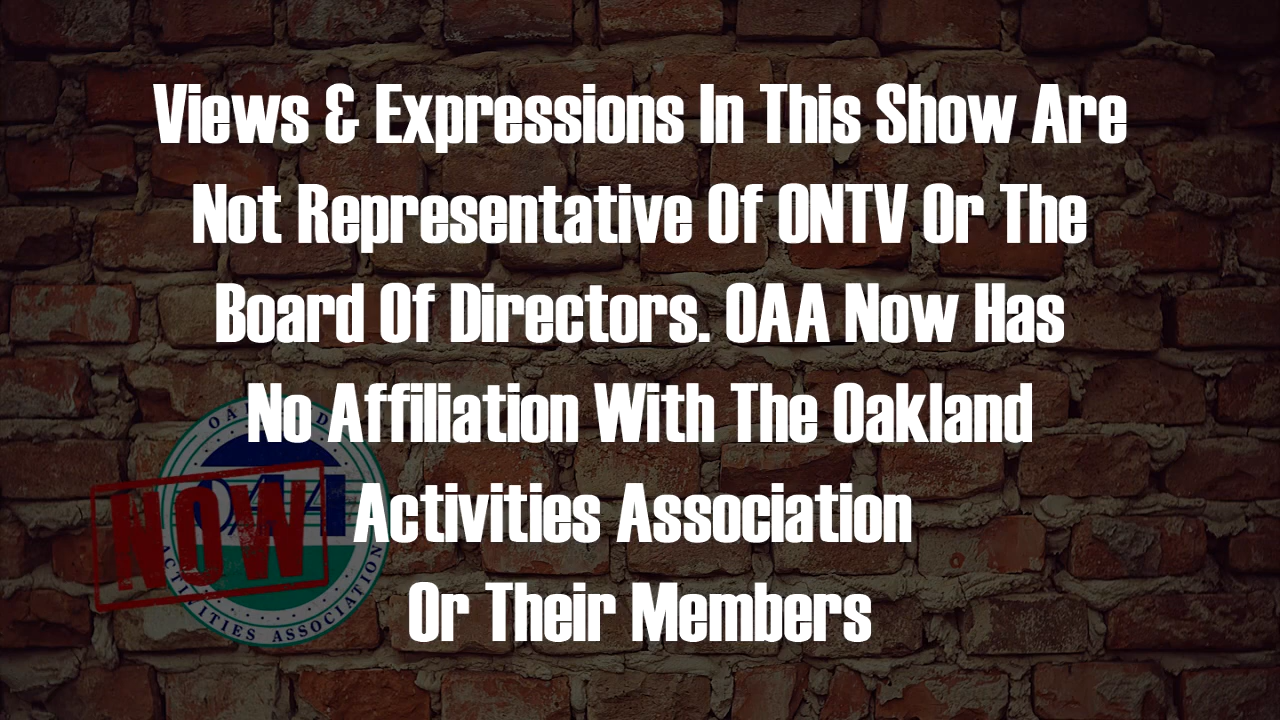 Views & Expressions In This Show Are
Not Representative Of ONTV Or The
Board Of Directors. OAA Now Has
No Affiliation With The Oakland
Activities Association
Or Their Members
OAA
NOW
ACTIVITIES ASSOCIATION